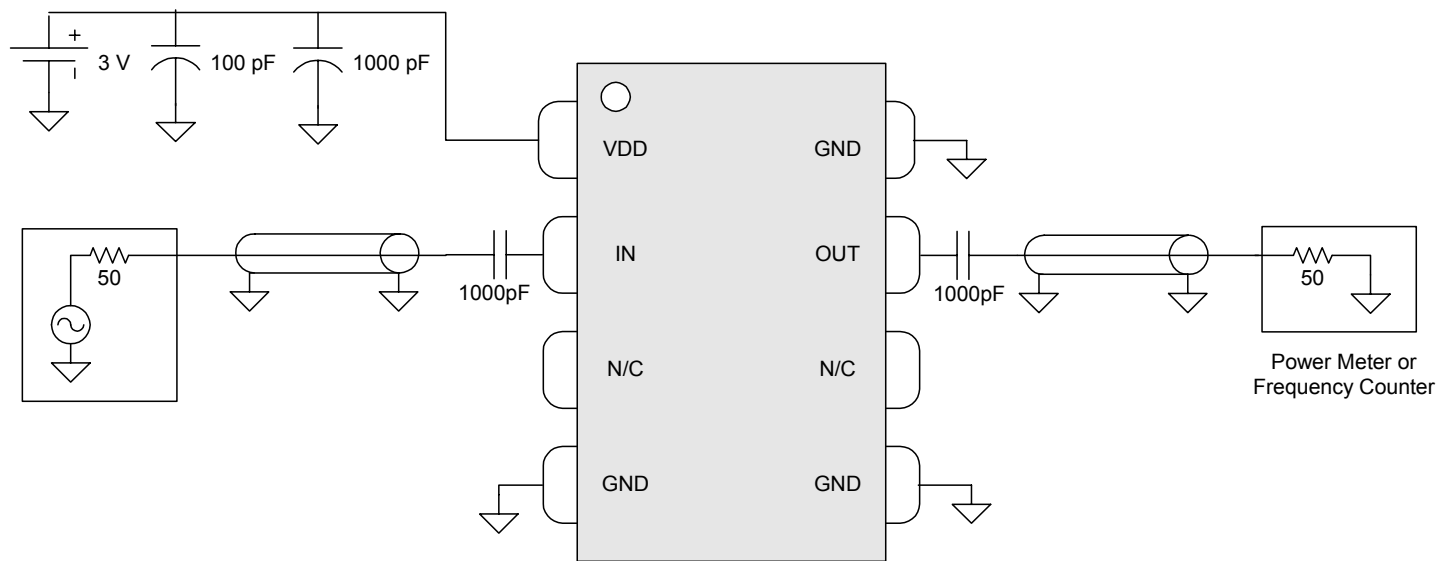 +
3 V
100 pF
1000 pF
VDD
GND
50
1000pF
IN
OUT
1000pF
50
N/C
N/C
Power Meter or
Frequency Counter
GND
GND